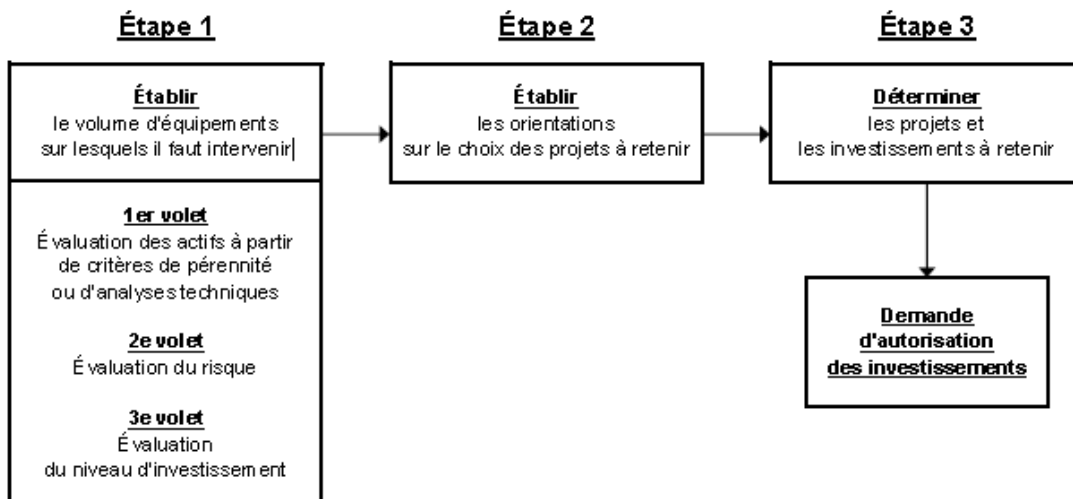 Étape 1
Établir
le volume d'équipements
sur lesquels il faut intervenir
1er volet
Évaluation des actifs à partir
de critères de pérennité
ou d'analyses techniques
2e volet
Évaluation du risque
3e volet
Évaluation
du niveau d'investissement
Étape 2
Établir
les orientations
sur le choix des projets à retenir
Étape 3
Déterminer
les projets et
les investissements à retenir
Demande
d'autorisation
des investissements